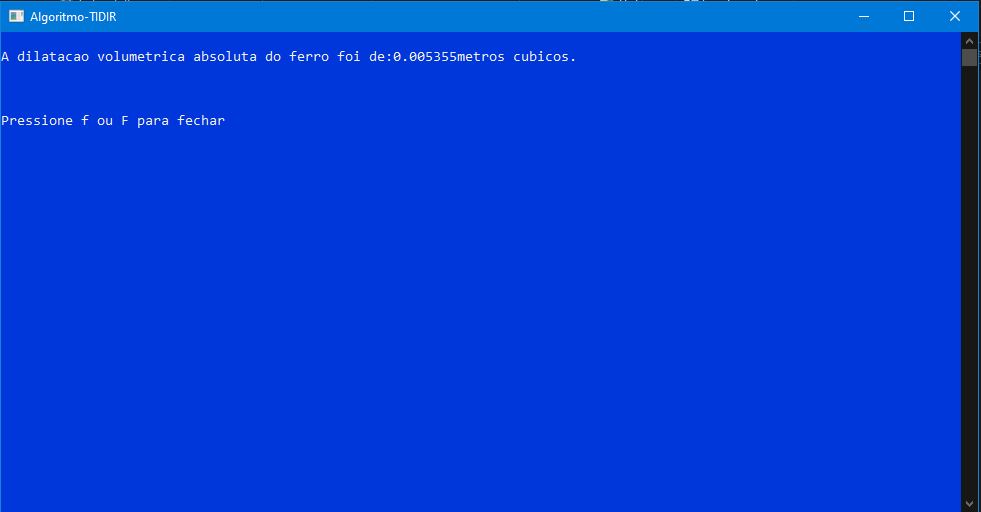 Algoritmo-TIDIR
A dilatacao volumetrica absoluta do ferro foi de:0.005355metros cubicos.
Pressione f ou F para fechar